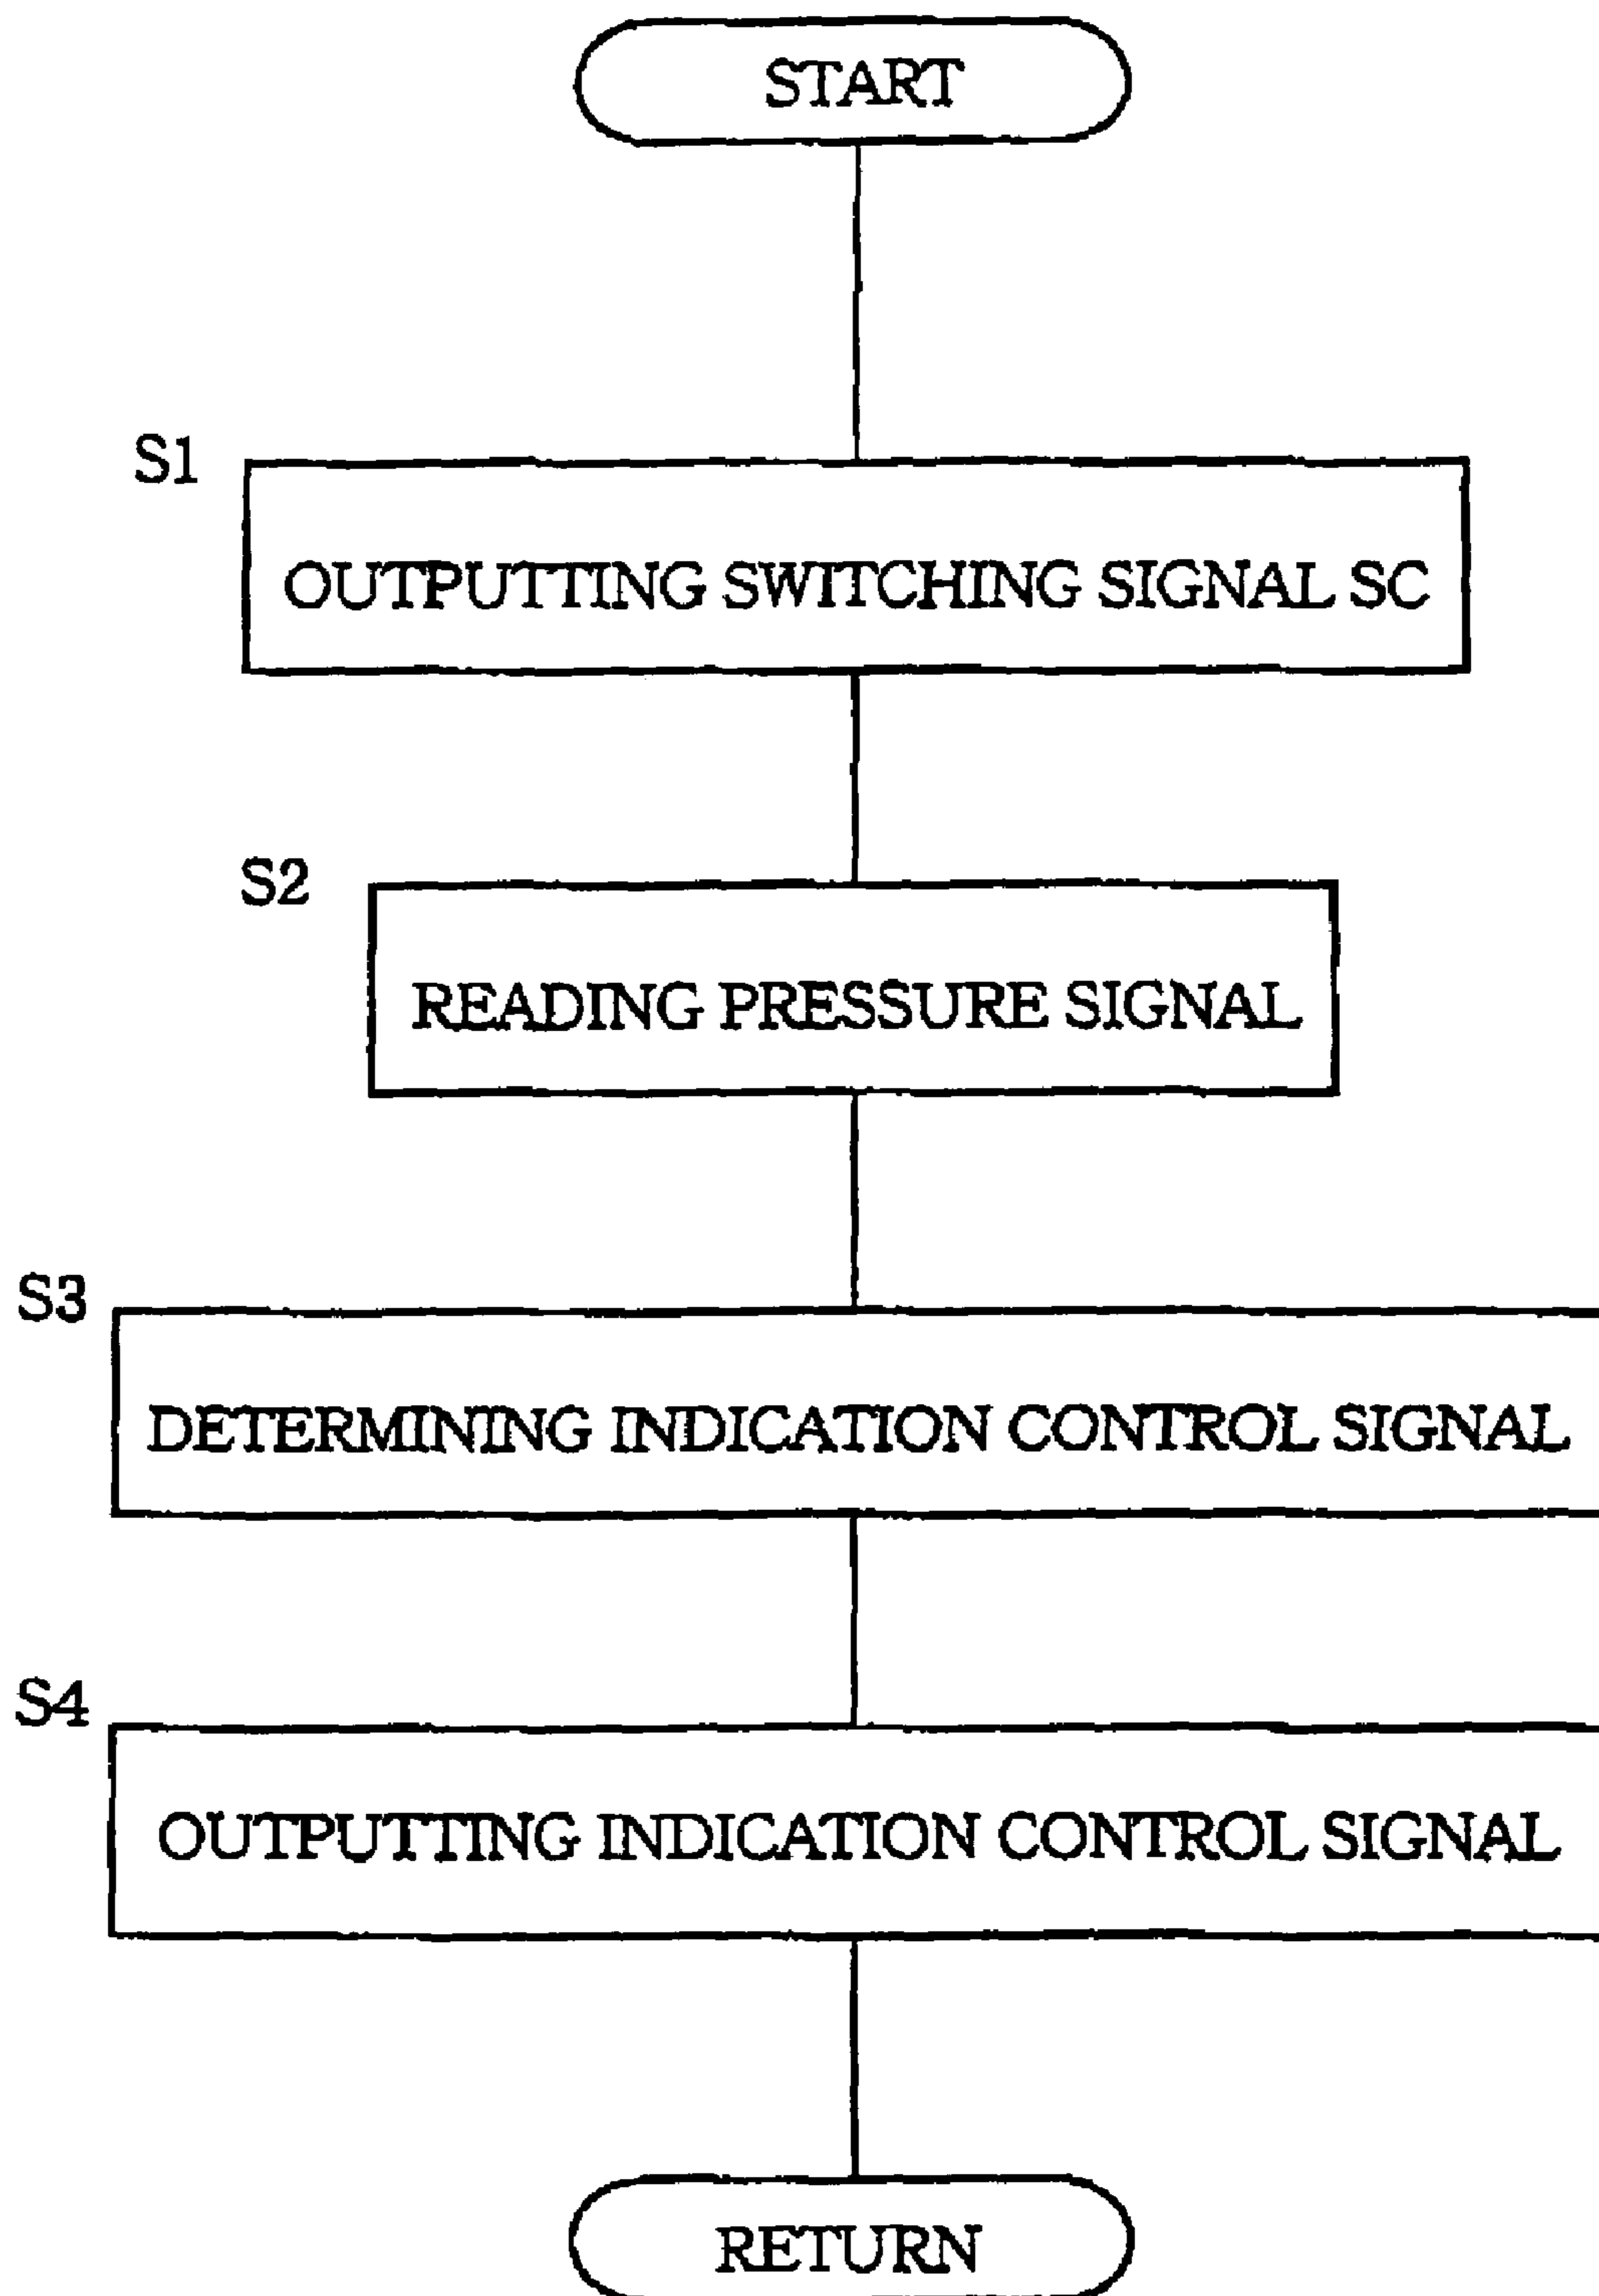 START
S1
OUTPUTTING SWITCHING SIGNAL SC
S2
READING PRESSURE SIGNAL
S3
DETERMINING INDICATION CONTROL SIGNAL
S4
OUTPUTTING INDICATION CONTROL SIGNAL
RETURN